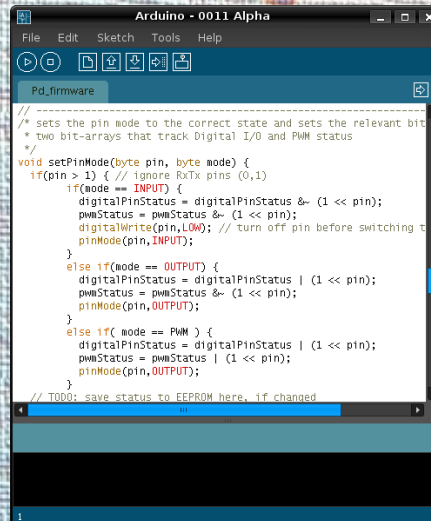 Arduino - 0011 Alpha
File Edit Sketch Tools Help
Pd_firmware
// ----------------------------------------------------------------
/* sets the pin mode to the correct state and sets the relevant bit
 * two bit-arrays that track Digital I/O and PWM status
 */
void setPinMode(byte pin, byte mode) {
  if(pin > 1) { // ignore RxTx pins (0,1)
        if(mode == INPUT) {
          digitalPinStatus = digitalPinStatus &~ (1 << pin);
          pwmStatus = pwmStatus &~ (1 << pin);
          digitalWrite(pin,LOW); // turn off pin before switching t
          pinMode(pin,INPUT);
        }
        else if(mode == OUTPUT) {
          digitalPinStatus = digitalPinStatus | (1 << pin);
          pwmStatus = pwmStatus &~ (1 << pin);
          pinMode(pin,OUTPUT);
        }
        else if( mode == PWM ) {
          digitalPinStatus = digitalPinStatus | (1 << pin);
          pwmStatus = pwmStatus | (1 << pin);
          pinMode(pin,OUTPUT);
        }
  // TODO: save status to EEPROM here, if changed
1